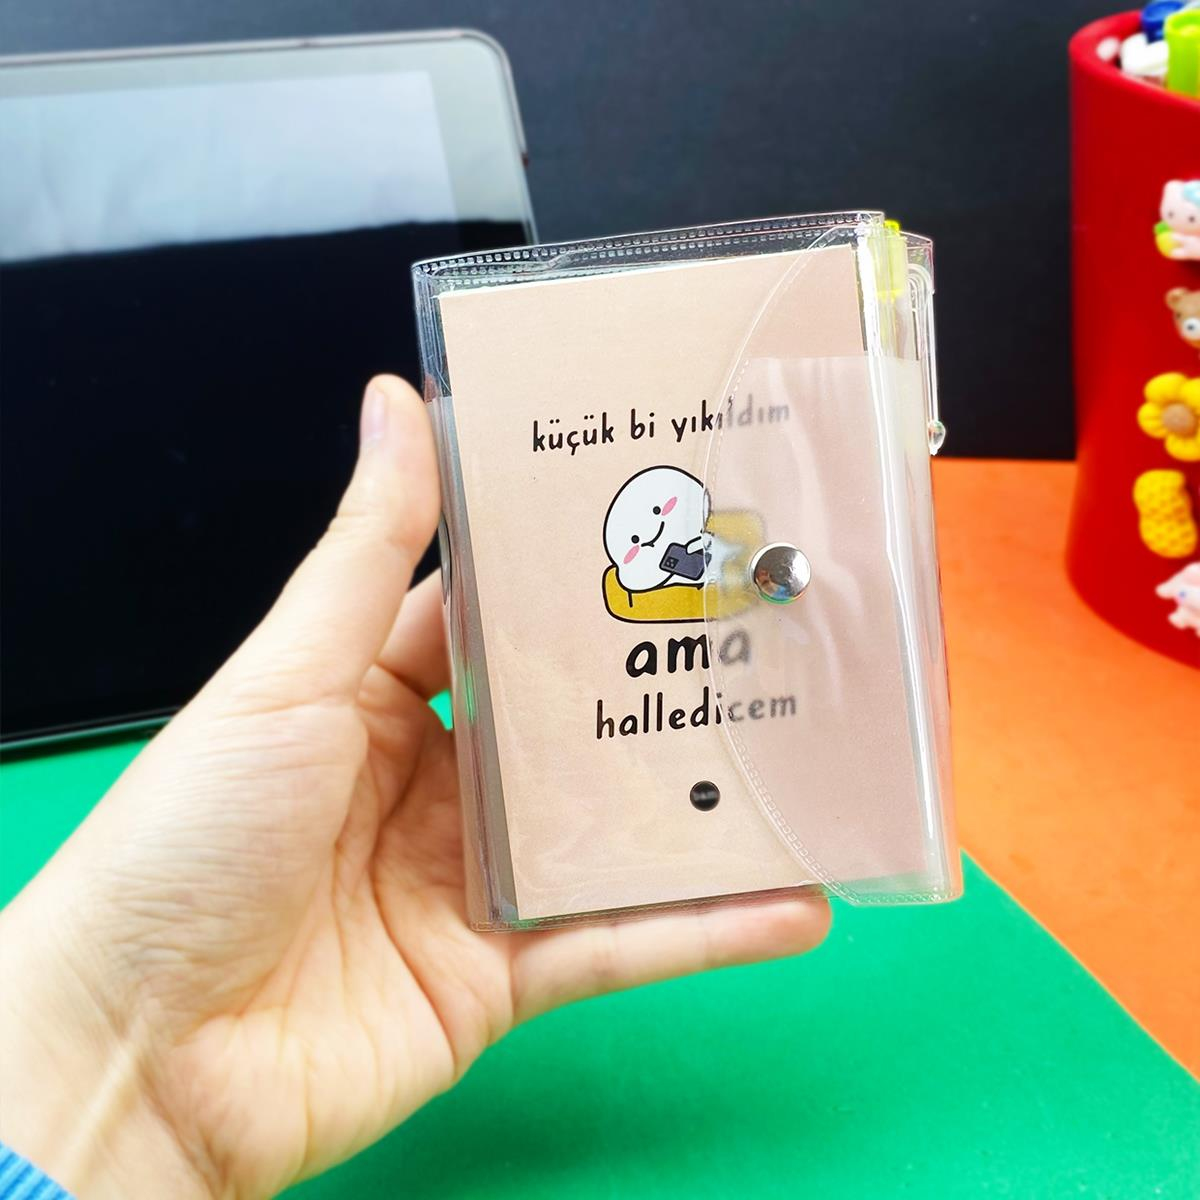 küçük bi yıkıldım
ama
halledicem